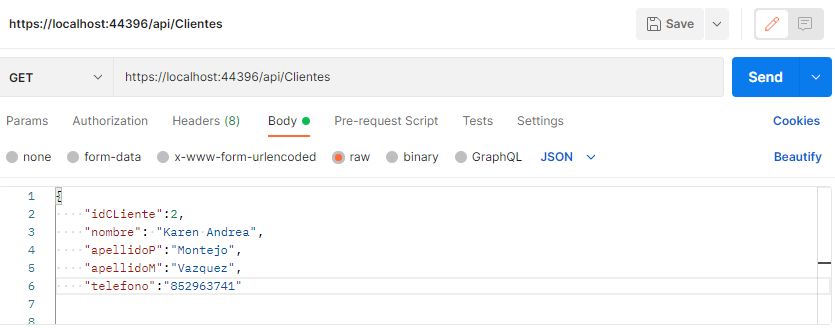 https://localhost:44396/api/Clientes Save
GET https://localhost:44396/api/Clientes Send
Params Authorization Headers (8) Body Pre-request Script Tests Settings Cookies
none form-data x-www-form-urlencoded raw binary GraphQL JSON Beautify
1 {
2 "idCLiente":2,
3 "nombre": "Karen Andrea",
4 "apellidoP":"Montejo",
5 "apellidoM":"Vazquez",
6 "telefono":"852963741"
7
8